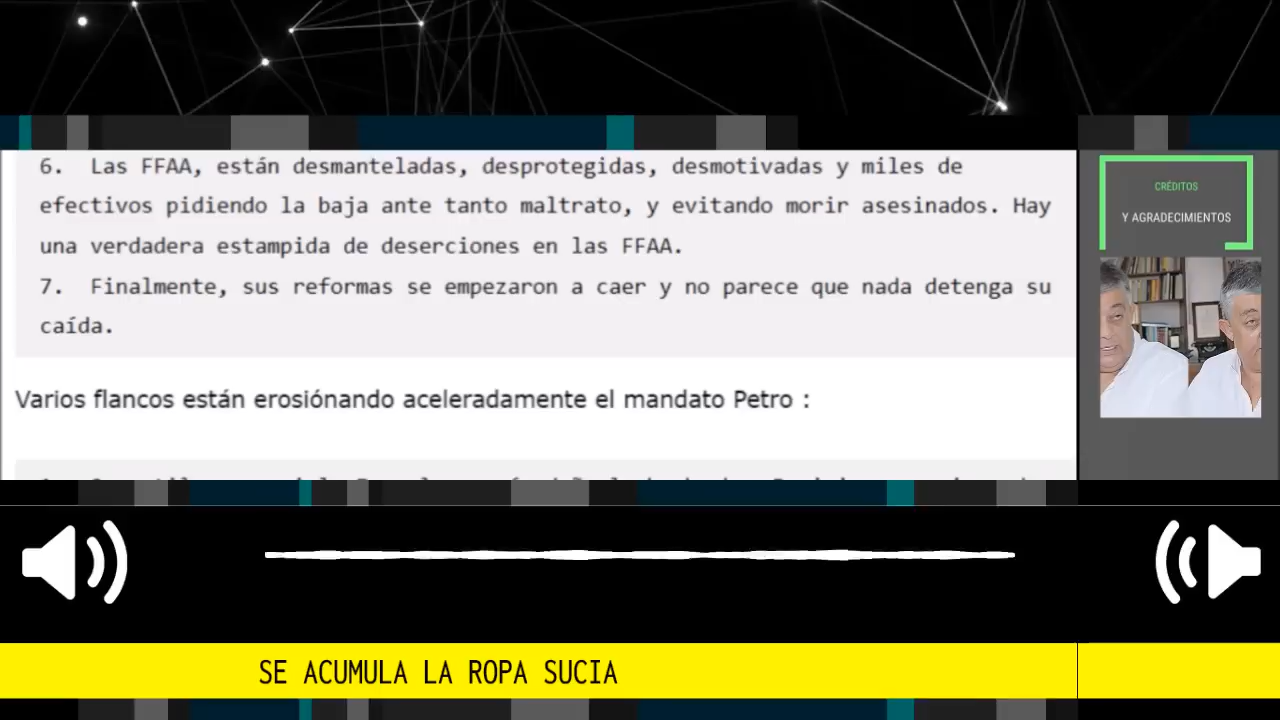 6. Las FFAA, están desmanteladas, desprotegidas, desmotivadas y miles de
efectivos pidiendo la baja ante tanto maltrato, y evitando morir asesinados. Hay
una verdadera estampida de deserciones en las FFAA.
7. Finalmente, sus reformas se empezaron a caer y no parece que nada detenga su
caída.
Varios flancos están erosiónando aceleradamente el mandato Petro :
CRÉDITOS
Y AGRADECIMIENTOS
SE ACUMULA LA ROPA SUCIA